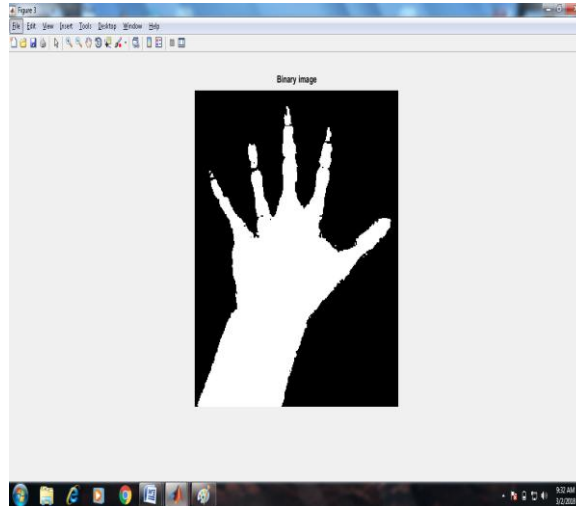 Figure 3
File Edit View Insert Tools Desktop Window Help
Binary image
9:32 AM
3/2/2018